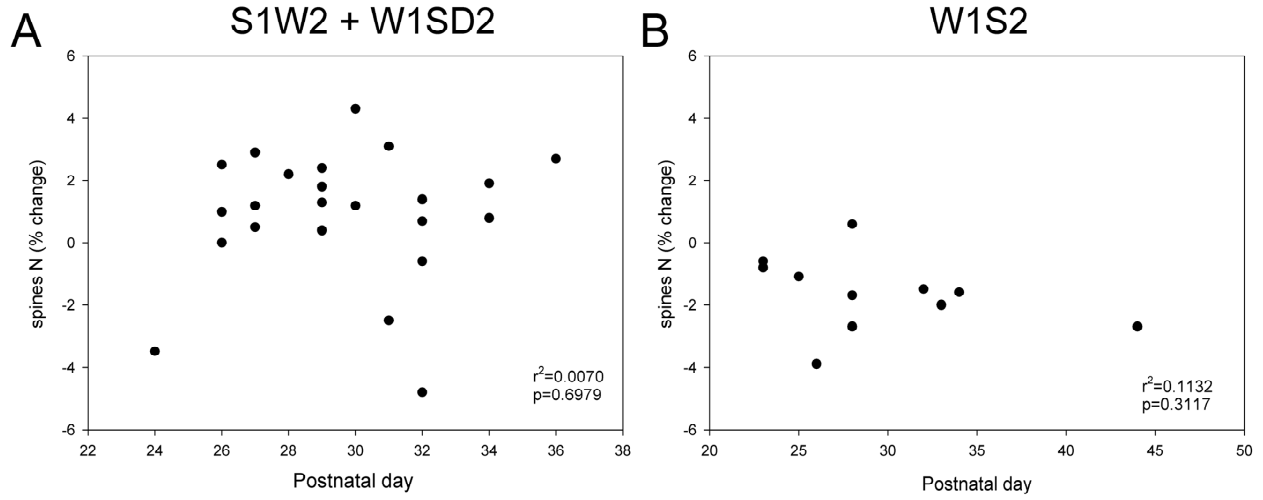 A
S1W2 + W1SD2
6
4
2
0
-2
-4
-6
spines N (% change)
r²=0.0070
p=0.6979
22 24 26 28 30 32 34 36 38
Postnatal day
B
W1S2
6
4
2
0
-2
-4
-6
spines N (% change)
r²=0.1132
p=0.3117
20 25 30 35 40 45 50
Postnatal day